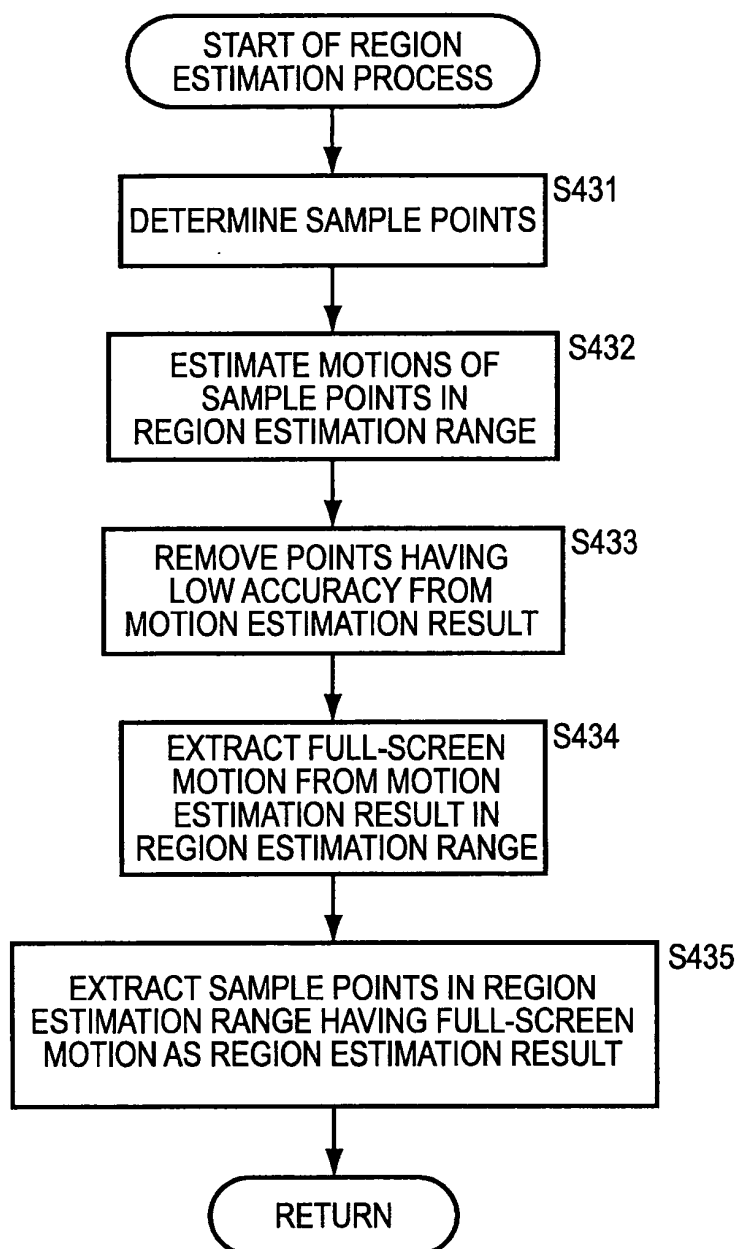 START OF REGION
ESTIMATION PROCESS
S431
DETERMINE SAMPLE POINTS
S432
ESTIMATE MOTIONS OF
SAMPLE POINTS IN
REGION ESTIMATION RANGE
S433
REMOVE POINTS HAVING
LOW ACCURACY FROM
MOTION ESTIMATION RESULT
S434
EXTRACT FULL-SCREEN
MOTION FROM MOTION
ESTIMATION RESULT IN
REGION ESTIMATION RANGE
S435
EXTRACT SAMPLE POINTS IN REGION
ESTIMATION RANGE HAVING FULL-SCREEN
MOTION AS REGION ESTIMATION RESULT
RETURN